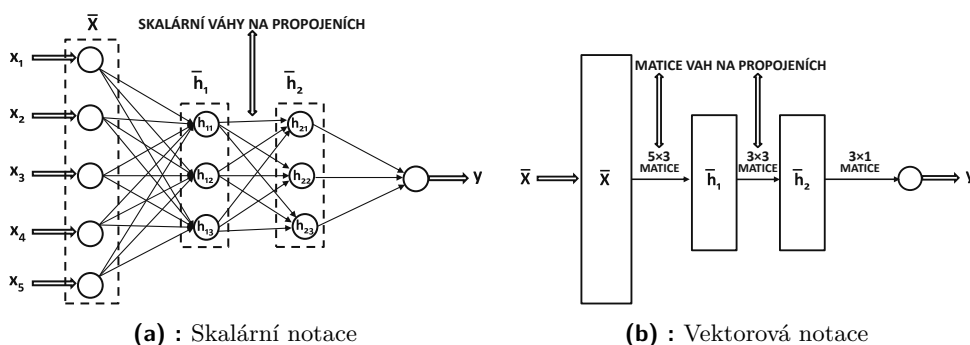 SKALÁRNÍ VÁHY NA PROPOJENÍCH
X̅
x₁
x₂
x₃
x₄
x₅
h̅₁
h̅₂
h₁₁
h₁₂
h₁₃
h₂₁
h₂₂
h₂₃
y
(a) : Skalární notace
MATICE VAH NA PROPOJENÍCH
X̅
X̅
5×3
MATICE
h̅₁
3×3
MATICE
h̅₂
3×1
MATICE
y
(b) : Vektorová notace